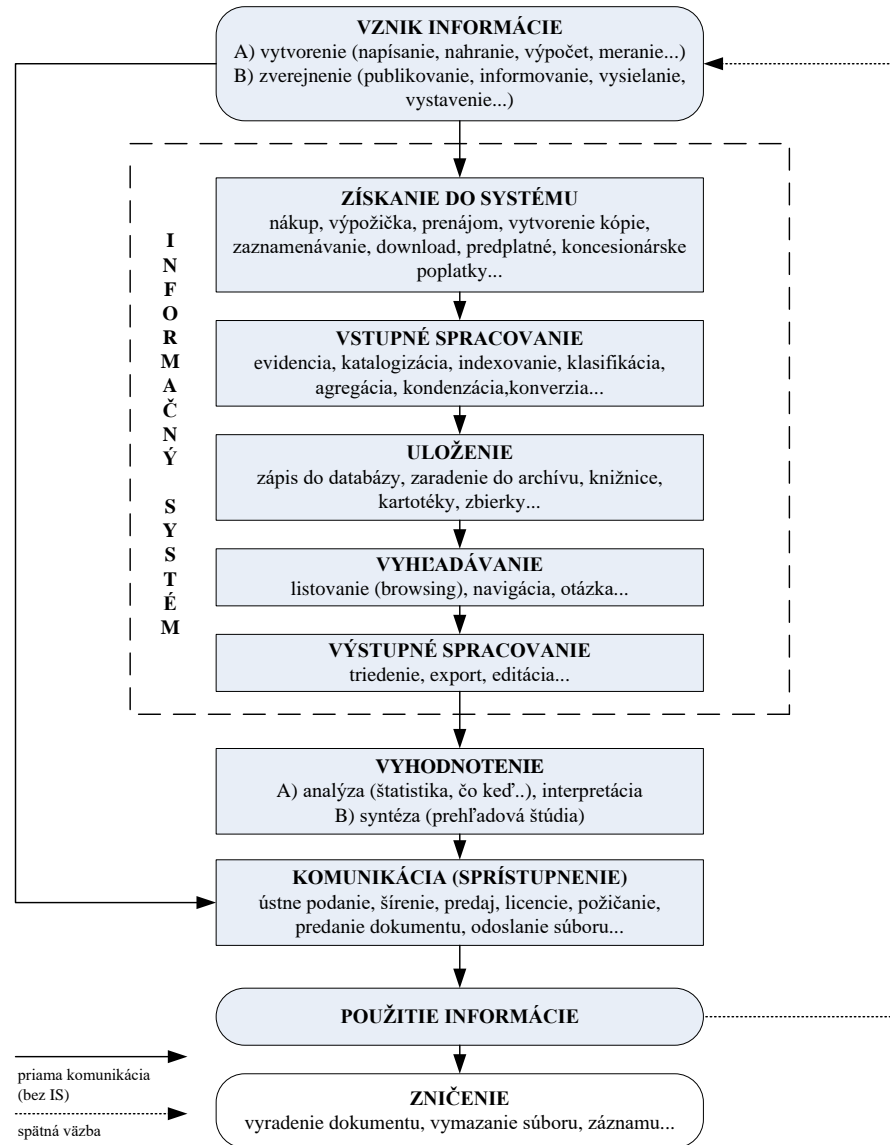 VZNIK INFORMÁCIE
A) vytvorenie (napísanie, nahranie, výpočet, meranie...)
B) zverejnenie (publikovanie, informovanie, vysielanie,
vystavenie...)
INFORMAČNÝ SYSTÉM
ZÍSKANIE DO SYSTÉMU
nákup, výpožička, prenájom, vytvorenie kópie,
zaznamenávanie, download, predplatné, koncesionárske
poplatky...
VSTUPNÉ SPRACOVANIE
evidencia, katalogizácia, indexovanie, klasifikácia,
agregácia, kondenzácia,konverzia...
ULOŽENIE
zápis do databázy, zaradenie do archívu, knižnice,
kartotéky, zbierky...
VYHĽADÁVANIE
listovanie (browsing), navigácia, otázka...
VÝSTUPNÉ SPRACOVANIE
triedenie, export, editácia...
VYHODNOTENIE
A) analýza (štatistika, čo keď..), interpretácia
B) syntéza (prehľadová štúdia)
KOMUNIKÁCIA (SPRÍSTUPNENIE)
ústne podanie, šírenie, predaj, licencie, požičanie,
predanie dokumentu, odoslanie súboru...
POUŽITIE INFORMÁCIE
ZNIČENIE
vyradenie dokumentu, vymazanie súboru, záznamu...
priama komunikácia
(bez IS)
spätná väzba